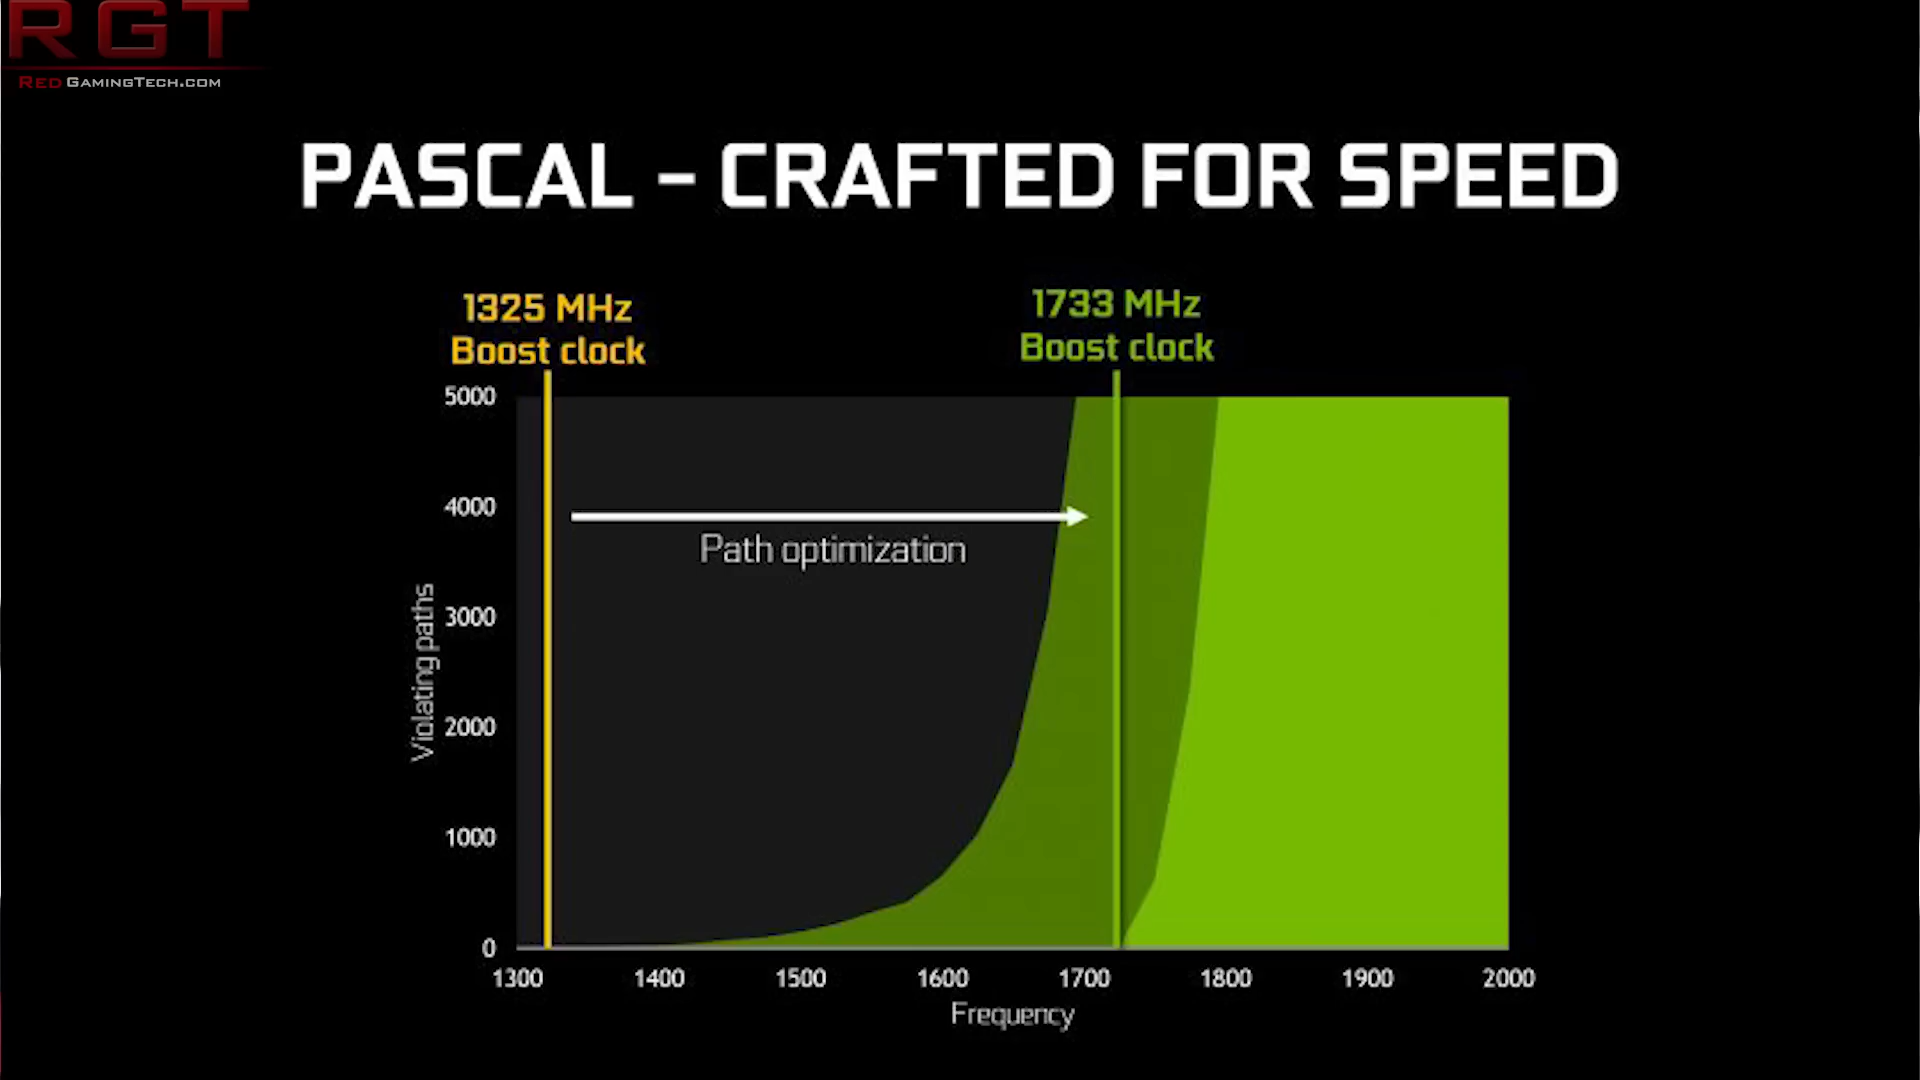 RGT
RED GAMINGTECH.COM
PASCAL – CRAFTED FOR SPEED
1325 MHz
Boost clock
1733 MHz
Boost clock
5000
4000
3000
2000
1000
0
Violating paths
Path optimization
1300 1400 1500 1600 1700 1800 1900 2000
Frequency